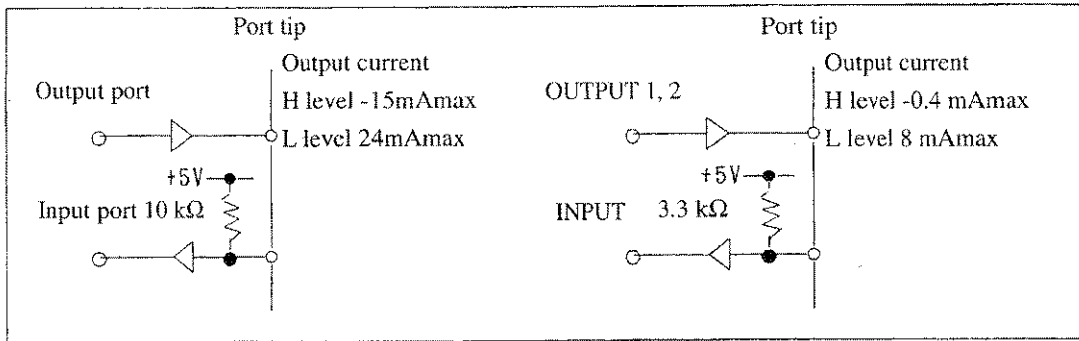 Port tip
Output current
Output port
H level -15mAmax
L level 24mAmax
+5V
Input port 10 kΩ
Port tip
Output current
OUTPUT 1, 2
H level -0.4 mAmax
L level 8 mAmax
+5V
INPUT 3.3 kΩ